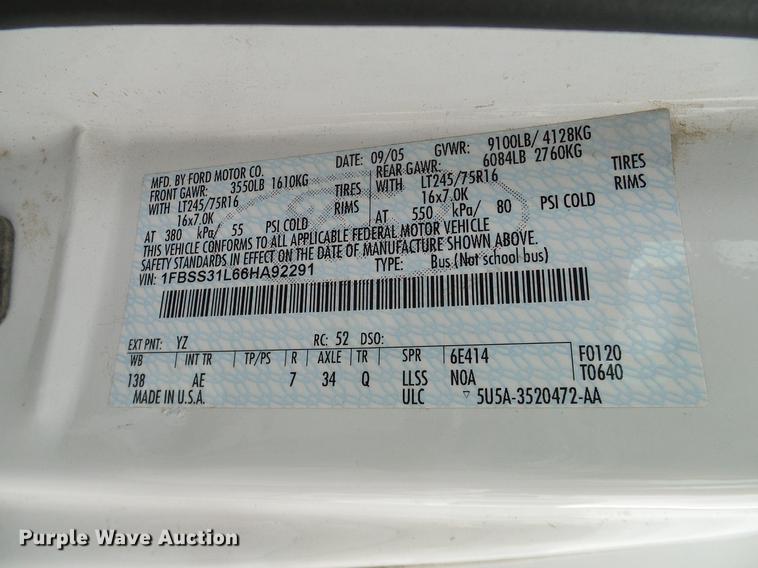 MFD. BY FORD MOTOR CO. DATE: 09/05 GVWR: 9100LB/ 4128KG
FRONT GAWR: 3550LB 1610KG REAR GAWR: 6084LB 2760KG
WITH LT245/75R16 TIRES WITH LT245/75R16 TIRES
16x7.0K RIMS 16x7.0K RIMS
AT 380 kPa/ 55 PSI COLD AT 550 kPa/ 80 PSI COLD
THIS VEHICLE CONFORMS TO ALL APPLICABLE FEDERAL MOTOR VEHICLE
SAFETY STANDARDS IN EFFECT ON THE DATE OF MANUFACTURE SHOWN ABOVE.
VIN: 1FBSS31L66HA92291 TYPE: Bus (Not school bus)
EXT PNT: YZ RC: 52 DSO:
WB INT TR TP/PS R AXLE TR SPR 6E414 F0120
138 AE 7 34 Q LLSS NOA T0640
MADE IN U.S.A. ULC 5U5A-3520472-AA
Purple Wave Auction